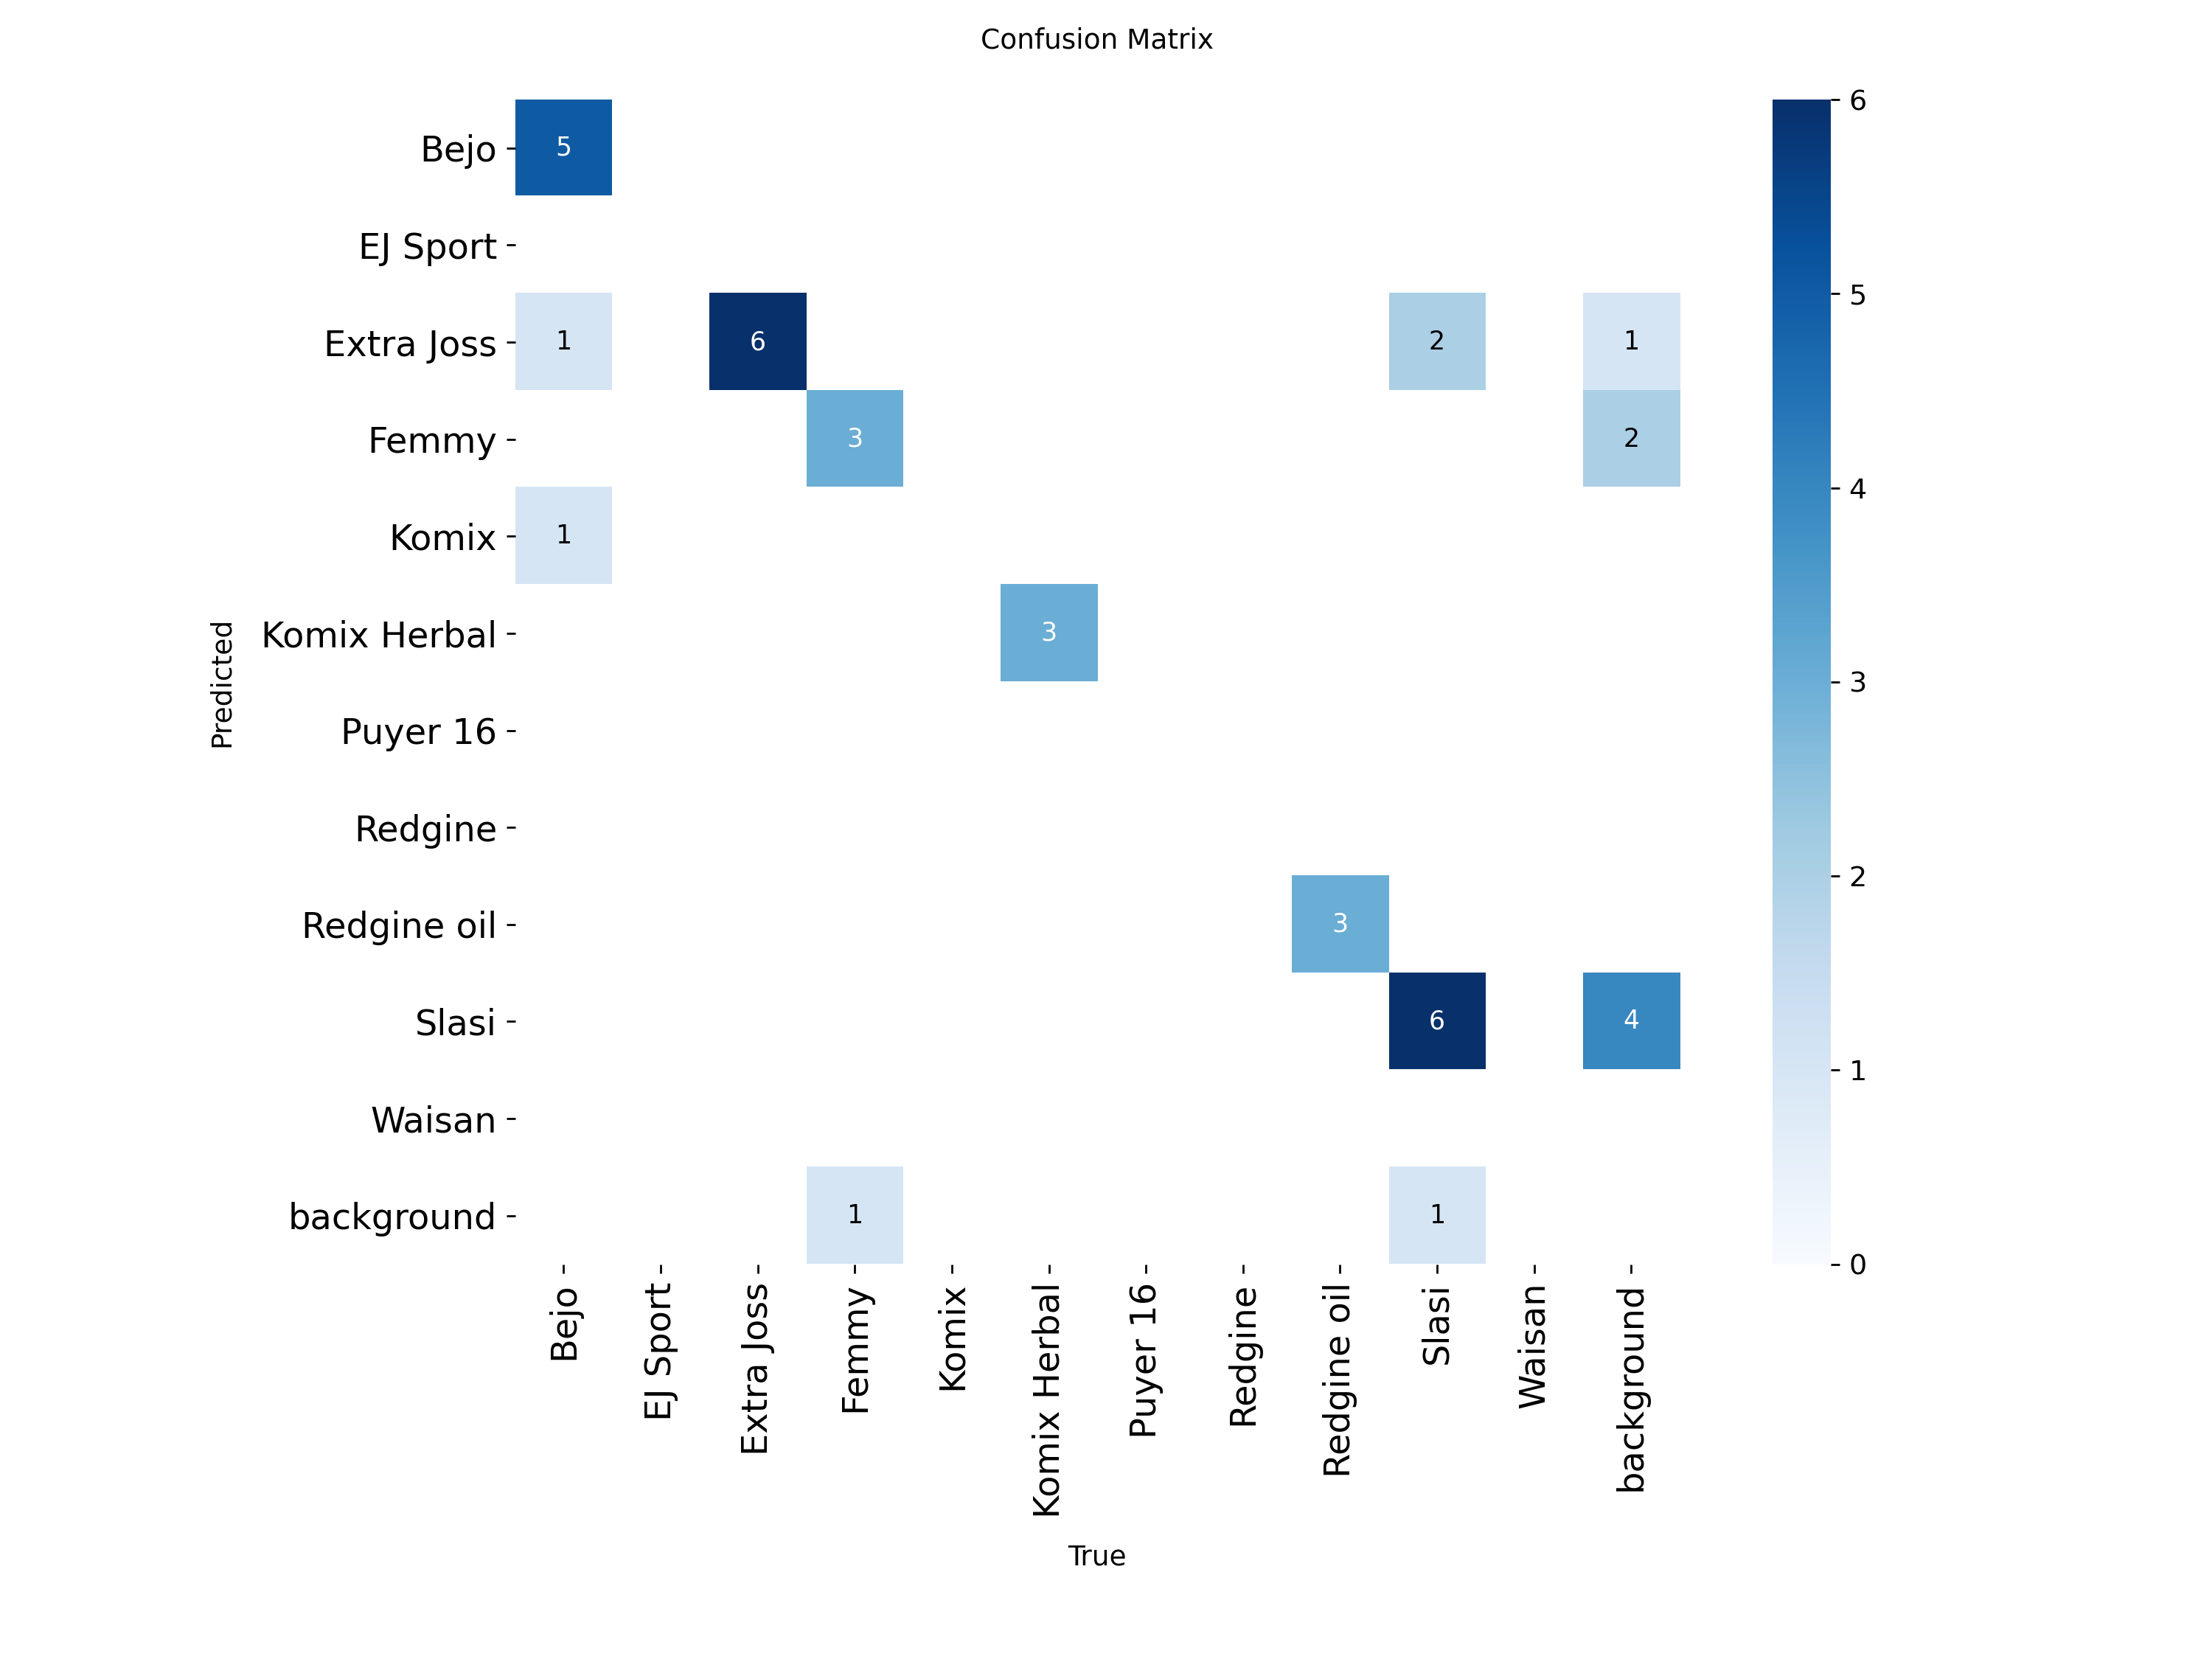 Confusion Matrix
Bejo
EJ Sport
Extra Joss
Femmy
Komix
Komix Herbal
Puyer 16
Redgine
Redgine oil
Slasi
Waisan
background
Predicted
5
1 6 2 1
3 2
1
3
3
6 4
1 1
Bejo
EJ Sport
Extra Joss
Femmy
Komix
Komix Herbal
Puyer 16
Redgine
Redgine oil
Slasi
Waisan
background
True
6
5
4
3
2
1
0